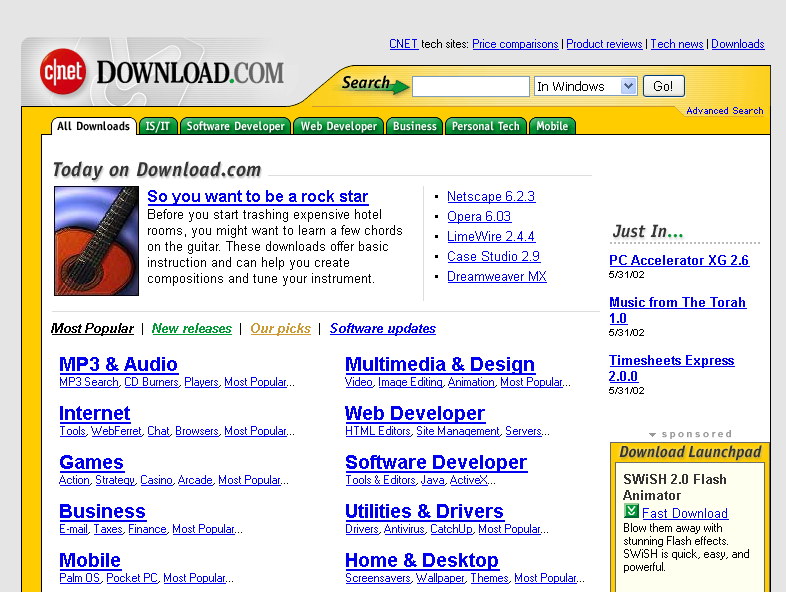 CNET tech sites: Price comparisons | Product reviews | Tech news | Downloads
c|net DOWNLOAD.COM
Search In Windows Go!
Advanced Search
All Downloads IS/IT Software Developer Web Developer Business Personal Tech Mobile
Today on Download.com
So you want to be a rock star
Before you start trashing expensive hotel
rooms, you might want to learn a few chords
on the guitar. These downloads offer basic
instruction and can help you create
compositions and tune your instrument.
• Netscape 6.2.3
• Opera 6.03
• LimeWire 2.4.4
• Case Studio 2.9
• Dreamweaver MX
Just In...
PC Accelerator XG 2.6
5/31/02
Music from The Torah
1.0
5/31/02
Timesheets Express
2.0.0
5/31/02
Most Popular | New releases | Our picks | Software updates
MP3 & Audio
MP3 Search, CD Burners, Players, Most Popular...
Internet
Tools, WebFerret, Chat, Browsers, Most Popular...
Games
Action, Strategy, Casino, Arcade, Most Popular...
Business
E-mail, Taxes, Finance, Most Popular...
Mobile
Palm OS, Pocket PC, Most Popular...
Multimedia & Design
Video, Image Editing, Animation, Most Popular...
Web Developer
HTML Editors, Site Management, Servers...
Software Developer
Tools & Editors, Java, ActiveX...
Utilities & Drivers
Drivers, Antivirus, CatchUp, Most Popular...
Home & Desktop
Screensavers, Wallpaper, Themes, Most Popular...
sponsored
Download Launchpad
SWiSH 2.0 Flash
Animator
Fast Download
Blow them away with
stunning Flash effects.
SWiSH is quick, easy, and
powerful.